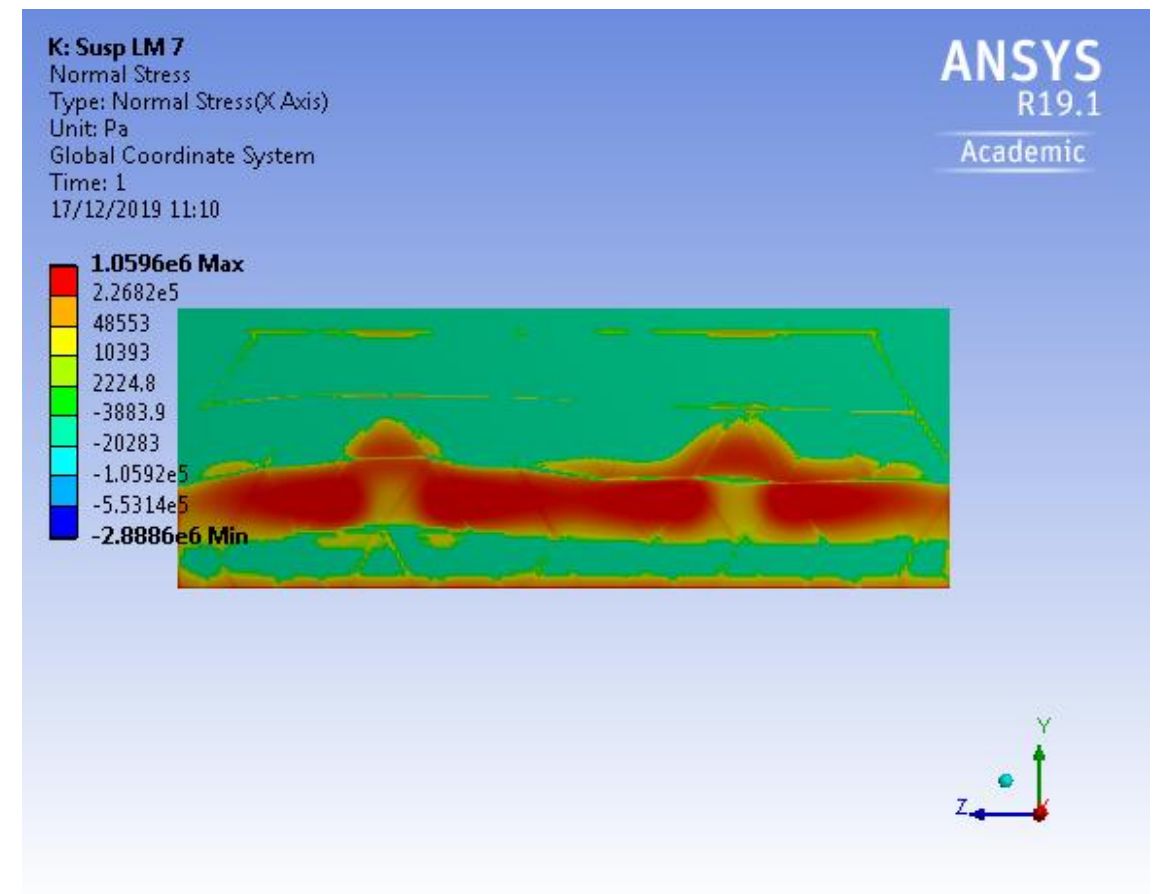 K: Susp LM 7
Normal Stress
Type: Normal Stress(X Axis)
Unit: Pa
Global Coordinate System
Time: 1
17/12/2019 11:10
ANSYS
R19.1
Academic
1.0596e6 Max
2.2682e5
48553
10393
2224.8
-3883.9
-20283
-1.0592e5
-5.5314e5
-2.8886e6 Min
Y
Z